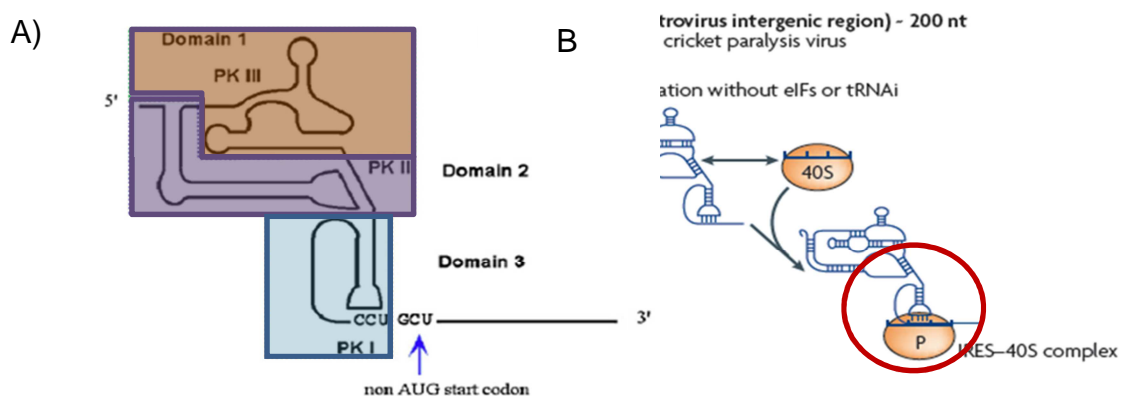 A)
Domain 1
PK III
5'
PK II
Domain 2
Domain 3
CCU GCU
3'
PK I
non AUG start codon
B
trovirus intergenic region) - 200 nt
cricket paralysis virus
ation without eIFs or tRNAi
40S
P
IRES–40S complex